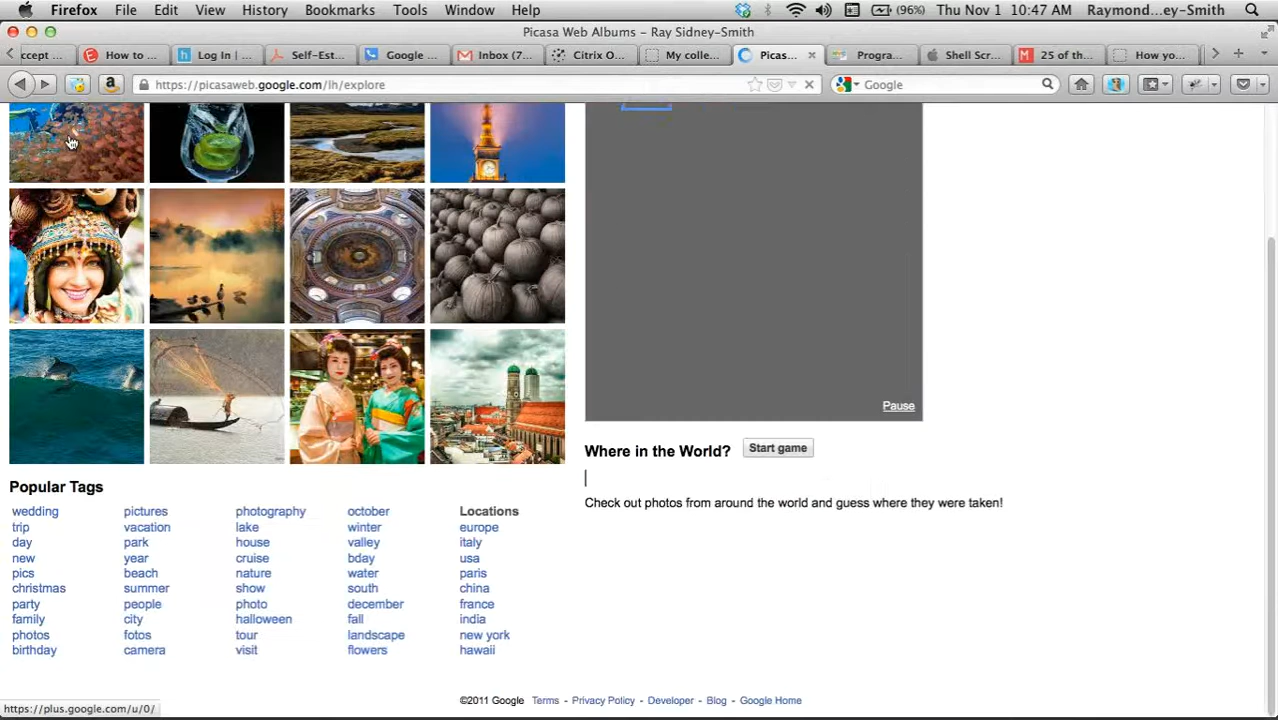 Firefox File Edit View History Bookmarks Tools Window Help (96%) Thu Nov 1 10:47 AM Raymond...ey-Smith
Picasa Web Albums - Ray Sidney-Smith
ccept ... How to ... Log In | ... Self-Est... Google ... Inbox (7... Citrix O... My colle... Picas... Progra... Shell Scr... 25 of th... How yo...
https://picasaweb.google.com/lh/explore Google
Pause
Where in the World? Start game
Check out photos from around the world and guess where they were taken!
Popular Tags
wedding pictures photography october Locations
trip vacation lake winter europe
day park house valley italy
new year cruise bday usa
pics beach nature water paris
christmas summer show south china
party people photo december france
family city halloween fall india
photos fotos tour landscape new york
birthday camera visit flowers hawaii
©2011 Google Terms - Privacy Policy - Developer - Blog - Google Home
https://plus.google.com/u/0/